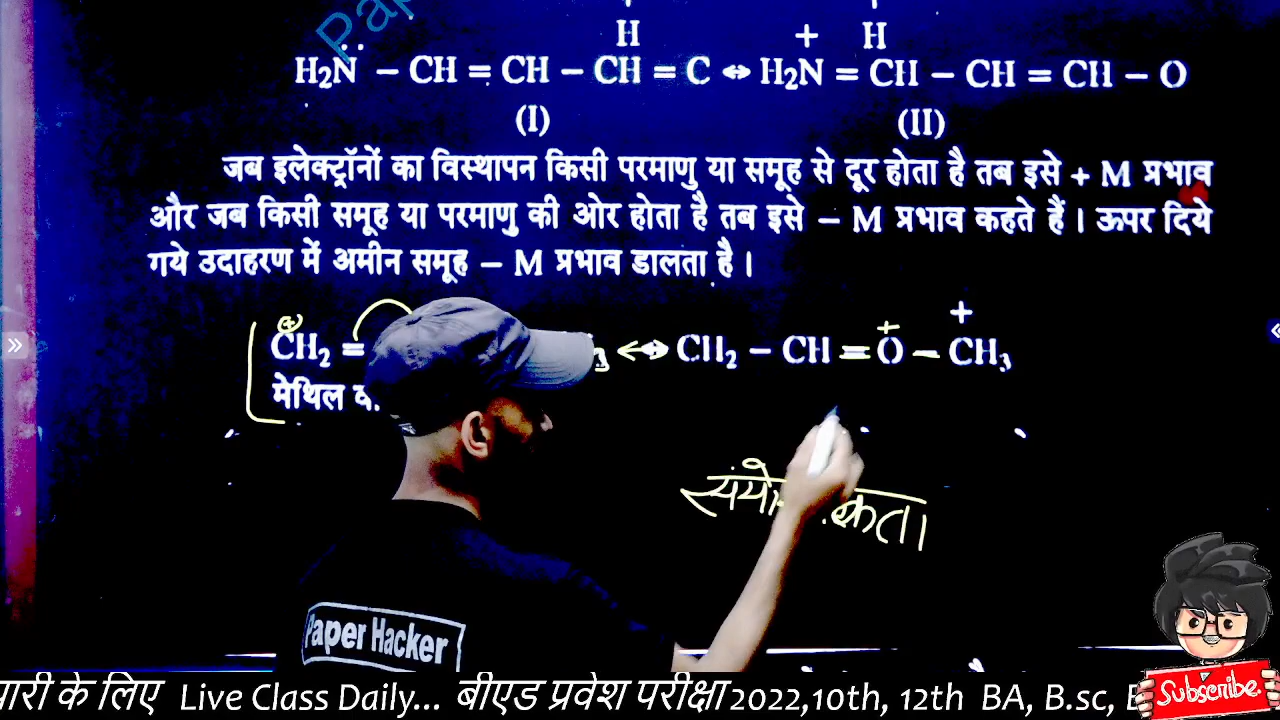 Pap
H + H
H₂N̈ – CH = CH – CH = C ⇔ H₂N = CH – CH = CH – O
(I) (II)
जब इलेक्ट्रॉनों का विस्थापन किसी परमाणु या समूह से दूर होता है तब इसे + M प्रभाव
और जब किसी समूह या परमाणु की ओर होता है तब इसे – M प्रभाव कहते हैं। ऊपर दिये
गये उदाहरण में अमीन समूह – M प्रभाव डालता है।
+ + +
CH₂ = ↔ CH₂ – CH = O – CH₃
मेथिल
Paper Hacker
के लिए Live Class Daily... बीएड प्रवेश परीक्षा 2022,10th, 12th BA, B.sc,
Subscribe